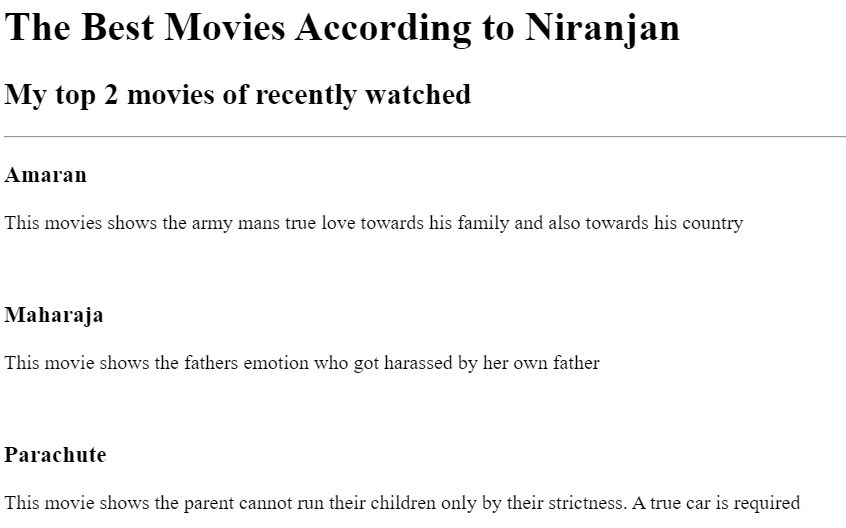 The Best Movies According to Niranjan
My top 2 movies of recently watched
Amaran
This movies shows the army mans true love towards his family and also towards his country
Maharaja
This movie shows the fathers emotion who got harassed by her own father
Parachute
This movie shows the parent cannot run their children only by their strictness. A true car is required